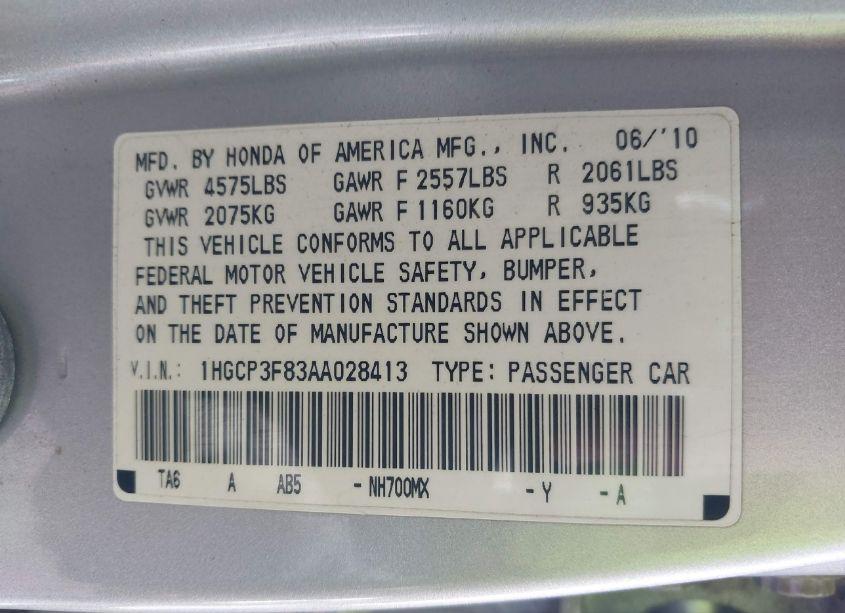 MFD. BY HONDA OF AMERICA MFG., INC. 06/'10
GVWR 4575LBS GAWR F 2557LBS R 2061LBS
GVWR 2075KG GAWR F 1160KG R 935KG
THIS VEHICLE CONFORMS TO ALL APPLICABLE
FEDERAL MOTOR VEHICLE SAFETY, BUMPER,
AND THEFT PREVENTION STANDARDS IN EFFECT
ON THE DATE OF MANUFACTURE SHOWN ABOVE.
V.I.N.: 1HGCP3F83AA028413 TYPE: PASSENGER CAR
TA6 A AB5 - NH700MX - Y - A